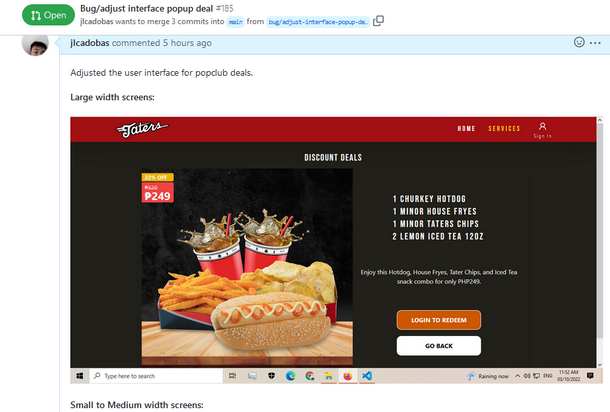 Open
Bug/adjust interface popup deal #185
jlcadobas wants to merge 3 commits into main from bug/adjust-interface-popup-de…
jlcadobas commented 5 hours ago
Adjusted the user interface for popclub deals.
Large width screens:
Taters
HOME SERVICES Sign In
DISCOUNT DEALS
22% OFF
₱320
₱249
1 CHURKEY HOTDOG
1 MINOR HOUSE FRYES
1 MINOR TATERS CHIPS
2 LEMON ICED TEA 12OZ
Enjoy this Hotdog, House Fryes, Tater Chips, and Iced Tea
snack combo for only PHP249.
LOGIN TO REDEEM
GO BACK
Type here to search
Raining now
ENG
11:52 AM
03/10/2022
Small to Medium width screens: